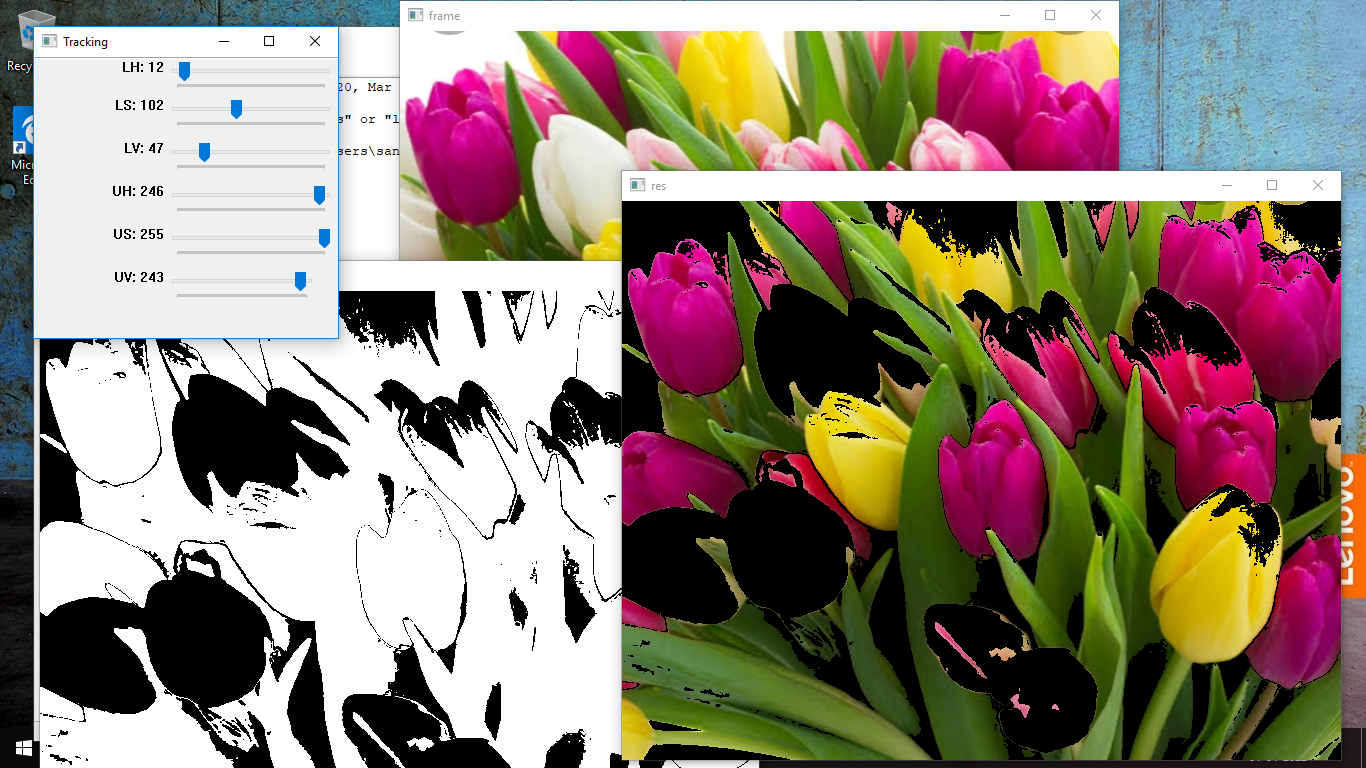 frame
Tracking
Recy
LH: 12
20, Mar
LS: 102
s" or "l
LV: 47
sers\san
Micr
Ed
UH: 246
res
US: 255
UV: 243
Lenovo